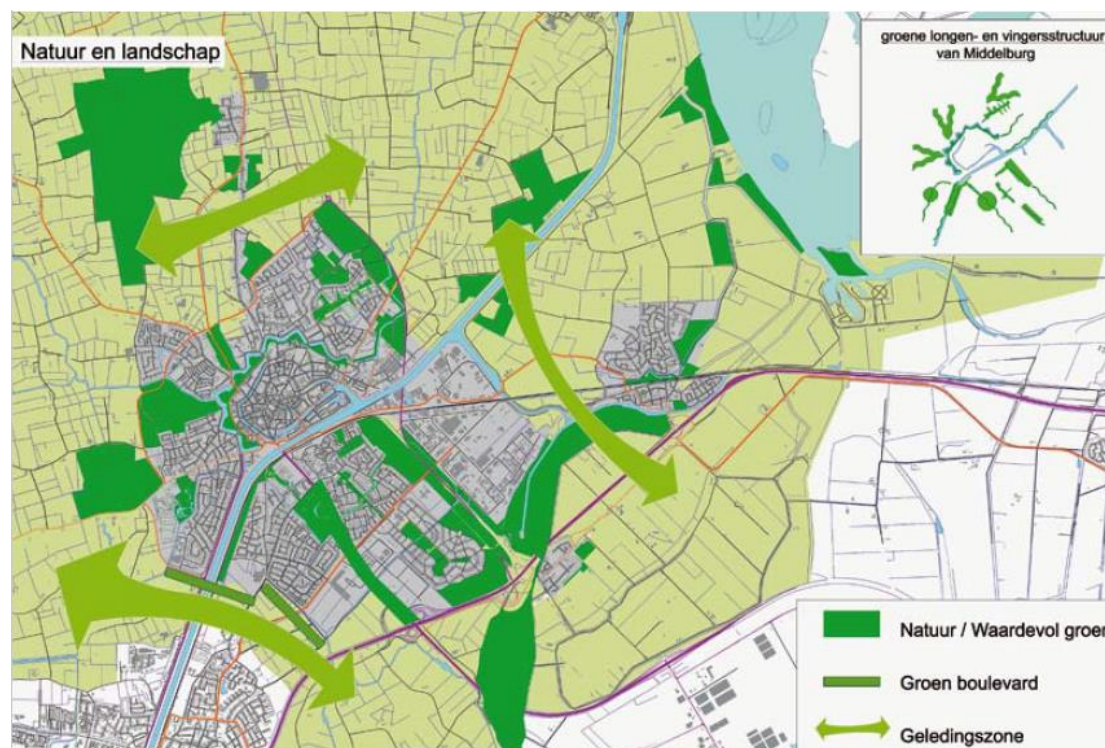 Natuur en landschap
groene longen- en vingersstructuur
van Middelburg
Natuur / Waardevol groen
Groen boulevard
Geledingszone